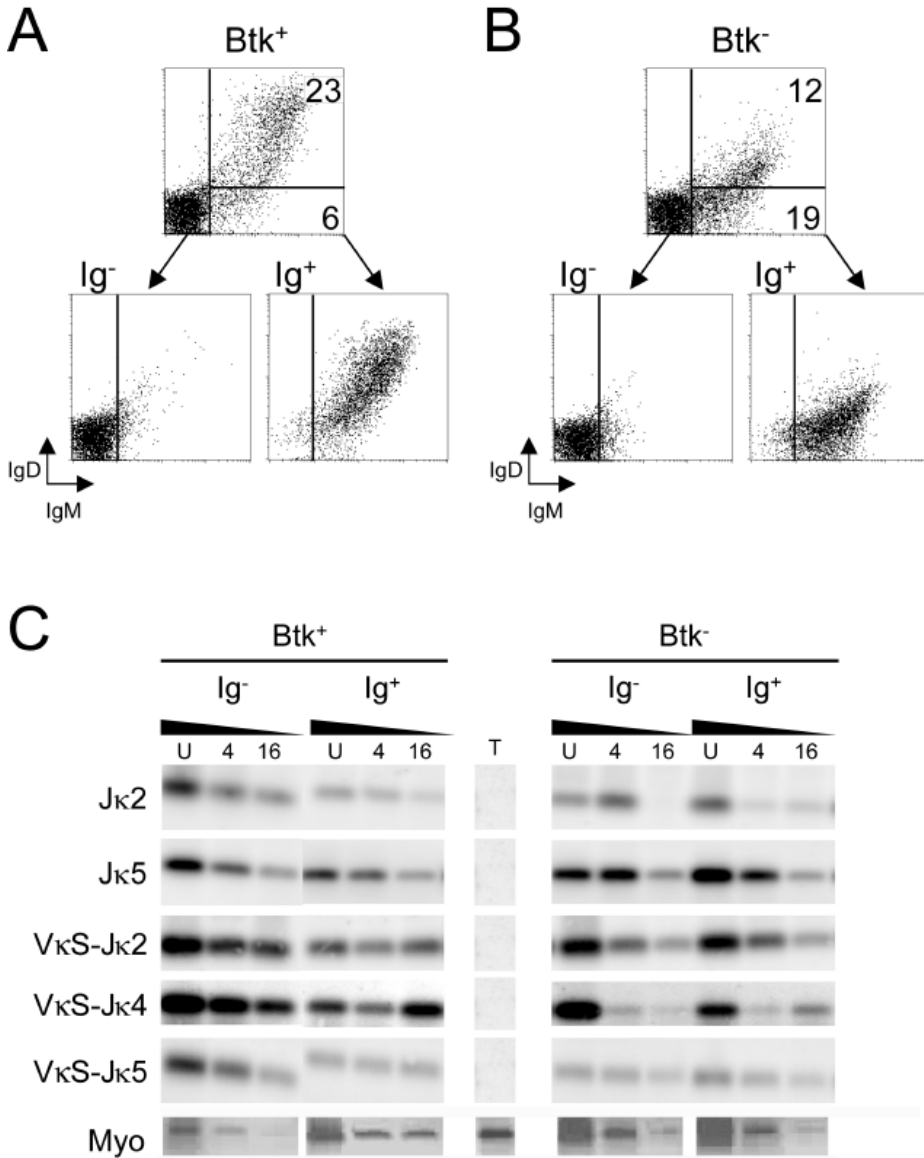 A
B
Btk⁺
Btk⁻
23
6
12
19
Ig⁻
Ig⁺
Ig⁻
Ig⁺
IgD
IgM
IgD
IgM
C
Btk⁺
Btk⁻
Ig⁻
Ig⁺
Ig⁻
Ig⁺
U 4 16 U 4 16 T U 4 16 U 4 16
Jκ2
Jκ5
VκS-Jκ2
VκS-Jκ4
VκS-Jκ5
Myo